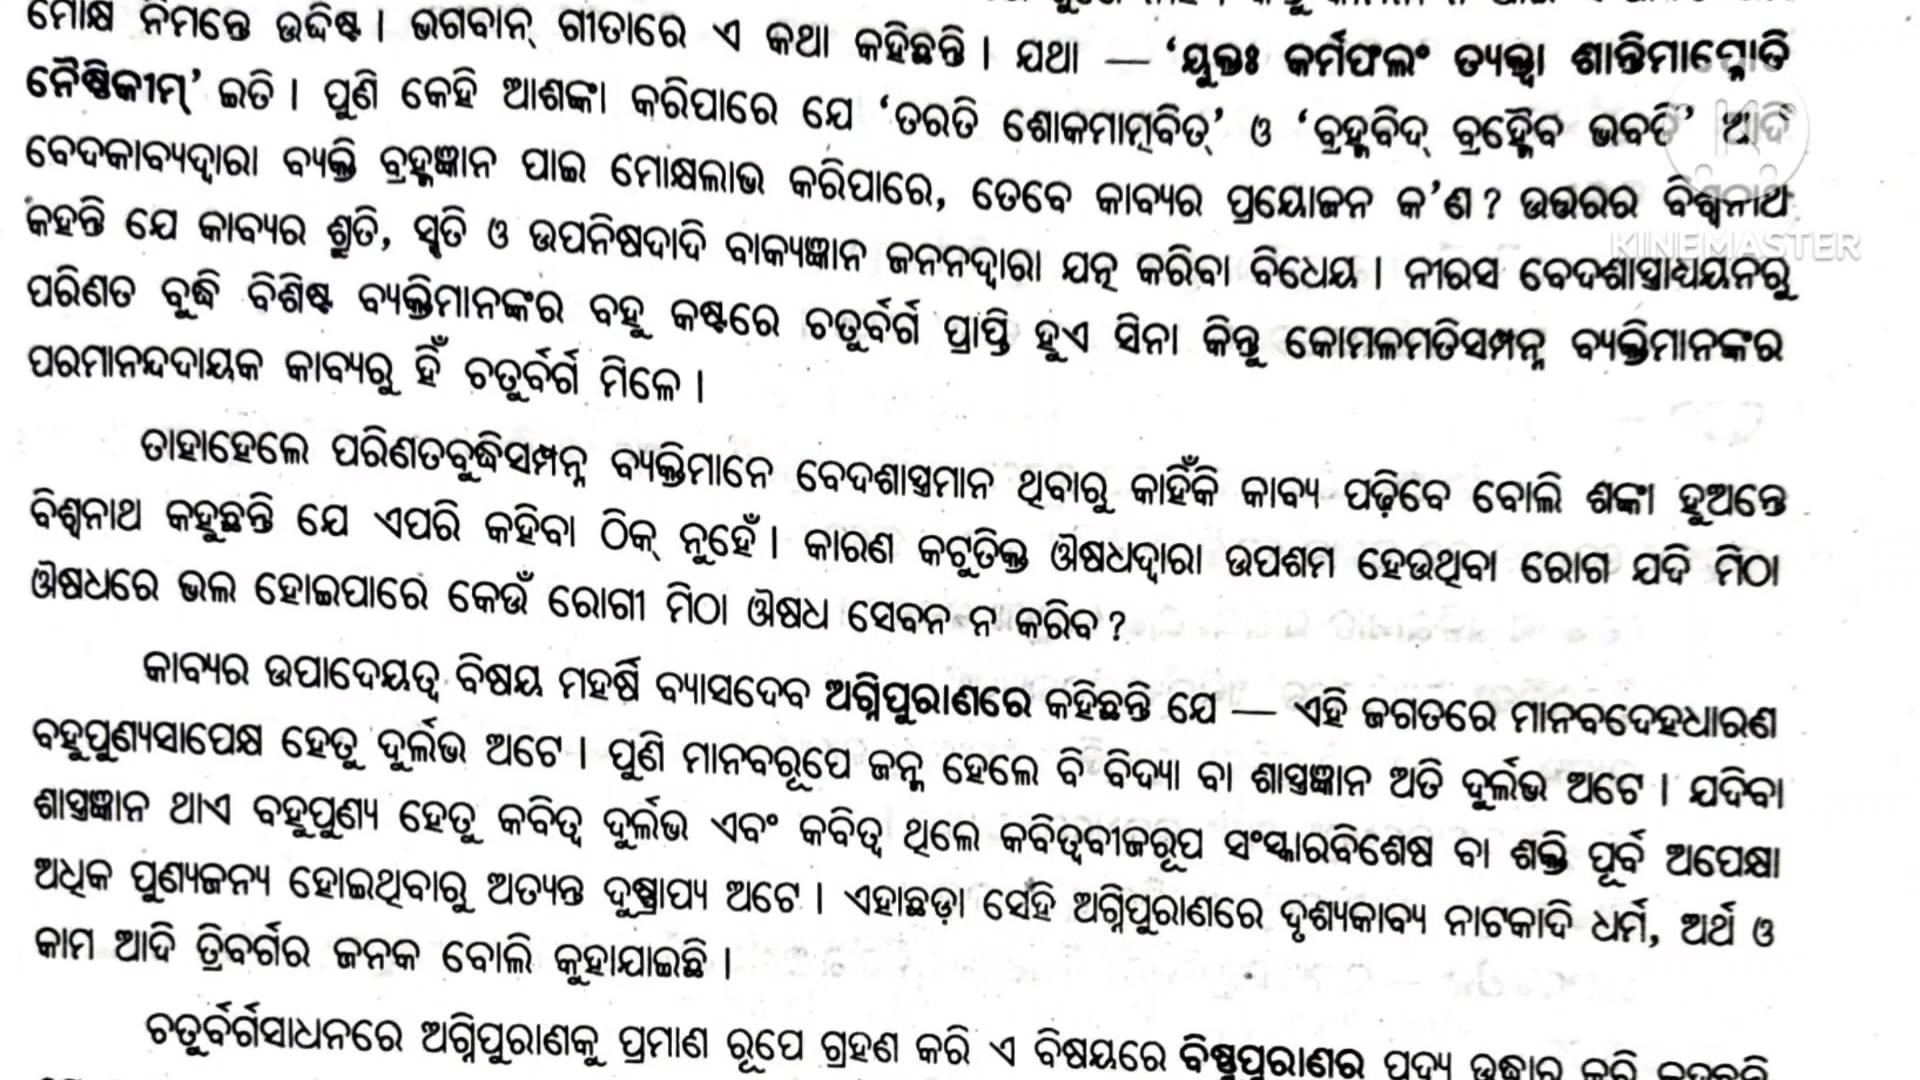 ମୋକ୍ଷ ନିମନ୍ତେ ଉଦ୍ଦିଷ୍ଟ । ଭଗବାନ୍ ଗୀତାରେ ଏ କଥା କହିଛନ୍ତି । ଯଥା — ‘ଯୁକ୍ତଃ କର୍ମଫଳଂ ତ୍ୟକ୍ତ୍ୱା ଶାନ୍ତିମାପ୍ନୋତି
ନୈଷ୍ଠିକୀମ୍’ ଇତି । ପୁଣି କେହି ଆଶଙ୍କା କରିପାରେ ଯେ ‘ତରତି ଶୋକମାତ୍ମବିତ୍’ ଓ ‘ବ୍ରହ୍ମବିଦ୍ ବ୍ରହ୍ମୈବ ଭବତି’ ଆଦି
ବେଦକାବ୍ୟଦ୍ୱାରା ବ୍ୟକ୍ତି ବ୍ରହ୍ମଜ୍ଞାନ ପାଇ ମୋକ୍ଷଲାଭ କରିପାରେ, ତେବେ କାବ୍ୟର ପ୍ରୟୋଜନ କ’ଣ ? ଉତ୍ତରର ବିଶ୍ୱନାଥ
କହନ୍ତି ଯେ କାବ୍ୟର ଶ୍ରୁତି, ସ୍ମୃତି ଓ ଉପନିଷଦାଦି ବାକ୍ୟଜ୍ଞାନ ଜନନଦ୍ୱାରା ଯତ୍ନ କରିବା ବିଧେୟ । ନୀରସ ବେଦଶାସ୍ତ୍ରାଧ୍ୟୟନରୁ
ପରିଣତ ବୁଦ୍ଧି ବିଶିଷ୍ଟ ବ୍ୟକ୍ତିମାନଙ୍କର ବହୁ କଷ୍ଟରେ ଚତୁର୍ବର୍ଗ ପ୍ରାପ୍ତି ହୁଏ ସିନା କିନ୍ତୁ କୋମଳମତିସମ୍ପନ୍ନ ବ୍ୟକ୍ତିମାନଙ୍କର
ପରମାନନ୍ଦଦାୟକ କାବ୍ୟରୁ ହିଁ ଚତୁର୍ବର୍ଗ ମିଳେ ।
ତାହାହେଲେ ପରିଣତବୁଦ୍ଧିସମ୍ପନ୍ନ ବ୍ୟକ୍ତିମାନେ ବେଦଶାସ୍ତ୍ରମାନ ଥିବାରୁ କାହିଁକି କାବ୍ୟ ପଢ଼ିବେ ବୋଲି ଶଙ୍କା ହୁଅନ୍ତେ
ବିଶ୍ୱନାଥ କହୁଛନ୍ତି ଯେ ଏପରି କହିବା ଠିକ୍ ନୁହେଁ । କାରଣ କଟୁତିକ୍ତ ଔଷଧଦ୍ୱାରା ଉପଶମ ହେଉଥିବା ରୋଗ ଯଦି ମିଠା
ଔଷଧରେ ଭଲ ହୋଇପାରେ କେଉଁ ରୋଗୀ ମିଠା ଔଷଧ ସେବନ ନ କରିବ ?
କାବ୍ୟର ଉପାଦେୟତ୍ୱ ବିଷୟ ମହର୍ଷି ବ୍ୟାସଦେବ ଅଗ୍ନିପୁରାଣରେ କହିଛନ୍ତି ଯେ — ଏହି ଜଗତରେ ମାନବଦେହଧାରଣ
ବହୁପୁଣ୍ୟସାପେକ୍ଷ ହେତୁ ଦୁର୍ଲଭ ଅଟେ । ପୁଣି ମାନବରୂପେ ଜନ୍ମ ହେଲେ ବି ବିଦ୍ୟା ବା ଶାସ୍ତ୍ରଜ୍ଞାନ ଅତି ଦୁର୍ଲଭ ଅଟେ । ଯଦିବା
ଶାସ୍ତ୍ରଜ୍ଞାନ ଥାଏ ବହୁପୁଣ୍ୟ ହେତୁ କବିତ୍ୱ ଦୁର୍ଲଭ ଏବଂ କବିତ୍ୱ ଥିଲେ କବିତ୍ୱବୀଜରୂପ ସଂସ୍କାରବିଶେଷ ବା ଶକ୍ତି ପୂର୍ବ ଅପେକ୍ଷା
ଅଧିକ ପୁଣ୍ୟଜନ୍ୟ ହୋଇଥିବାରୁ ଅତ୍ୟନ୍ତ ଦୁଷ୍ପ୍ରାପ୍ୟ ଅଟେ । ଏହାଛଡ଼ା ସେହି ଅଗ୍ନିପୁରାଣରେ ଦୃଶ୍ୟକାବ୍ୟ ନାଟକାଦି ଧର୍ମ, ଅର୍ଥ ଓ
କାମ ଆଦି ତ୍ରିବର୍ଗର ଜନକ ବୋଲି କୁହାଯାଇଛି ।
ଚତୁର୍ବର୍ଗସାଧନରେ ଅଗ୍ନିପୁରାଣକୁ ପ୍ରମାଣ ରୂପେ ଗ୍ରହଣ କରି ଏ ବିଷୟରେ ବିଷ୍ଣୁପୁରାଣର ପଦ୍ୟ ଉଦ୍ଧାର କରି
KINEMASTER